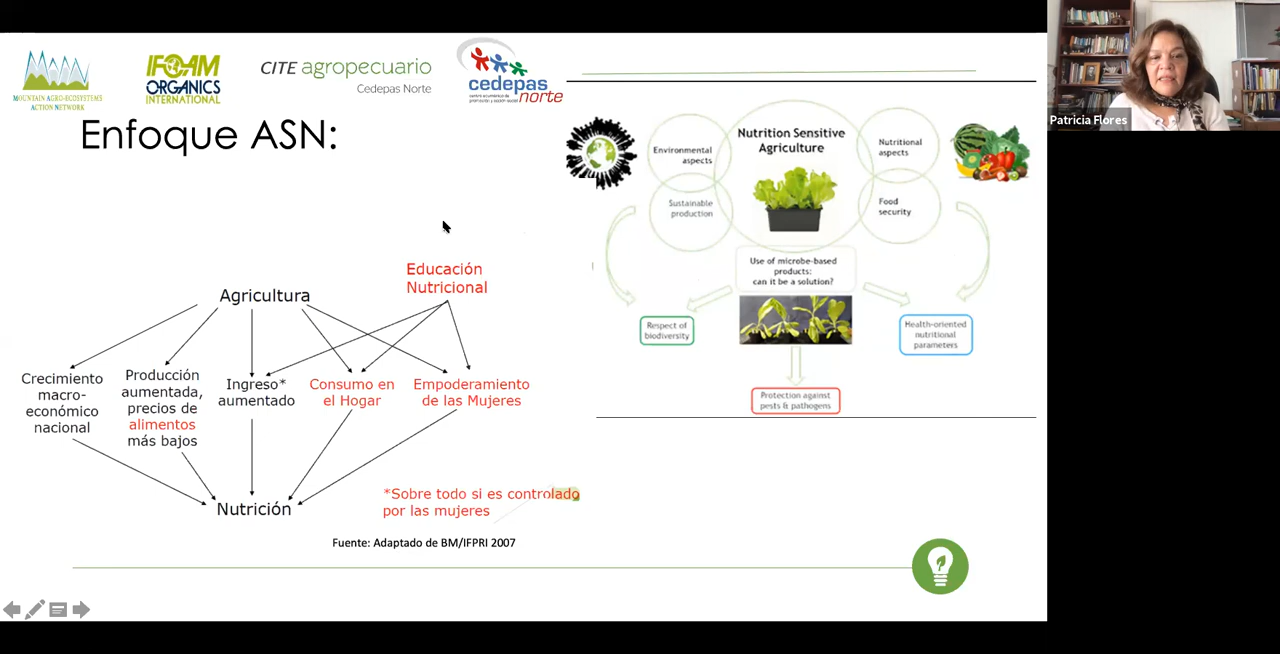 MOUNTAIN AGRO-ECOSYSTEMS
ACTION NETWORK
IFOAM
ORGANICS
INTERNATIONAL
CITE agropecuario
Cedepas Norte
cedepas
norte
Patricia Flores
Enfoque ASN:
Educación
Nutricional
Agricultura
Crecimiento
macro-
económico
nacional
Producción
aumentada,
precios de
alimentos
más bajos
Ingreso*
aumentado
Consumo en
el Hogar
Empoderamiento
de las Mujeres
Nutrición
*Sobre todo si es controlado
por las mujeres
Fuente: Adaptado de BM/IFPRI 2007
Nutrition Sensitive
Agriculture
Environmental
aspects
Nutritional
aspects
Sustainable
production
Food
security
Use of microbe-based
products:
can it be a solution?
Respect of
biodiversity
Health-oriented
nutritional
parameters
Protection against
pests & pathogens